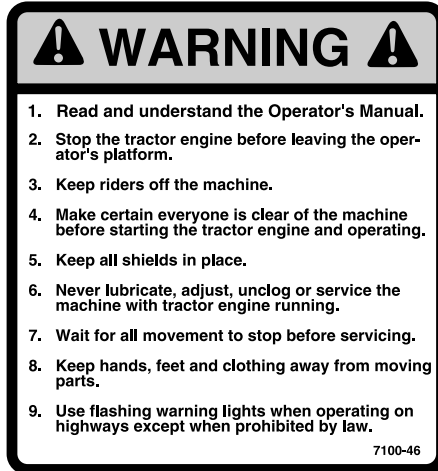 WARNING
1. Read and understand the Operator's Manual.
2. Stop the tractor engine before leaving the oper-
ator's platform.
3. Keep riders off the machine.
4. Make certain everyone is clear of the machine
before starting the tractor engine and operating.
5. Keep all shields in place.
6. Never lubricate, adjust, unclog or service the
machine with tractor engine running.
7. Wait for all movement to stop before servicing.
8. Keep hands, feet and clothing away from moving
parts.
9. Use flashing warning lights when operating on
highways except when prohibited by law.
7100-46